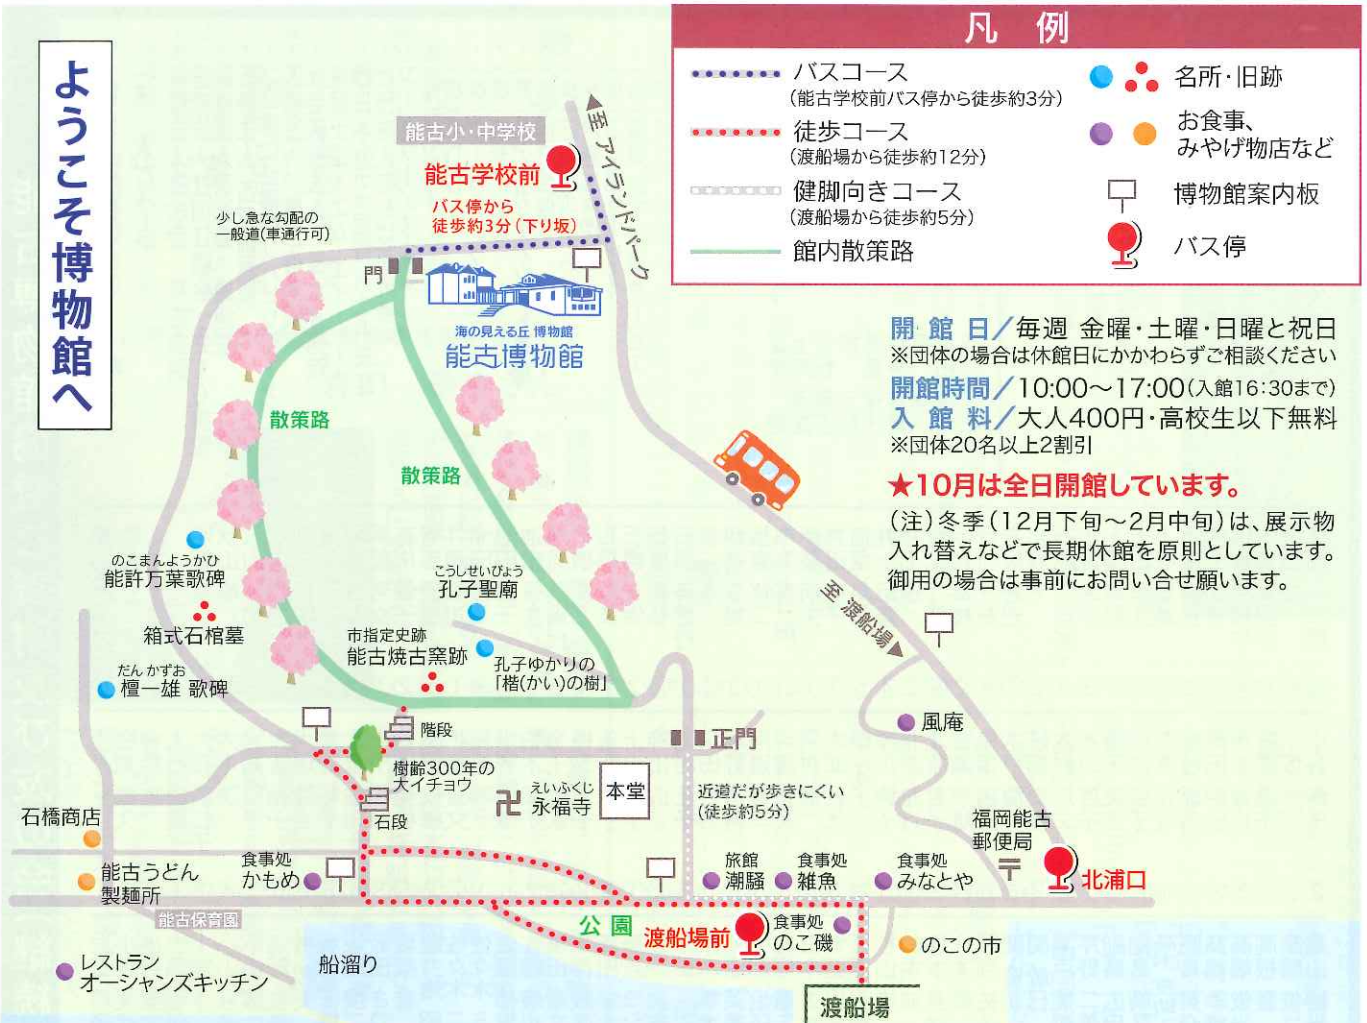 ようこそ博物館へ
凡 例
バスコース
(能古学校前バス停から徒歩約3分)
徒歩コース
(渡船場から徒歩約12分)
健脚向きコース
(渡船場から徒歩約5分)
館内散策路
名所・旧跡
お食事、
みやげ物店など
博物館案内板
バス停
開 館 日／毎週 金曜・土曜・日曜と祝日
※団体の場合は休館日にかかわらずご相談ください
開館時間／10:00〜17:00(入館16:30まで)
入 館 料／大人400円・高校生以下無料
※団体20名以上2割引
★10月は全日開館しています。
(注)冬季(12月下旬〜2月中旬)は、展示物
入れ替えなどで長期休館を原則としています。
御用の場合は事前にお問い合せ願います。
能古小・中学校
能古学校前
バス停から
徒歩約3分(下り坂)
至 アイランドパーク
少し急な勾配の
一般道(車通行可)
門
海の見える丘 博物館
能古博物館
散策路
散策路
のこまんようかひ
能許万葉歌碑
箱式石棺墓
だん かずお
檀一雄 歌碑
こうしせいびょう
孔子聖廟
市指定史跡
能古焼古窯跡
孔子ゆかりの
「楷(かい)の樹」
至 渡船場
風庵
階段
正門
樹齢300年の
大イチョウ
石段
えいふくじ
卍 永福寺
本堂
近道だが歩きにくい
(徒歩約5分)
福岡能古
郵便局
〒
北浦口
石橋商店
能古うどん
製麺所
食事処
かもめ
旅館
潮騒
食事処
雑魚
食事処
みなとや
能古保育園
公園
渡船場前
食事処
のこ磯
のこの市
レストラン
オーシャンズキッチン
船溜り
渡船場